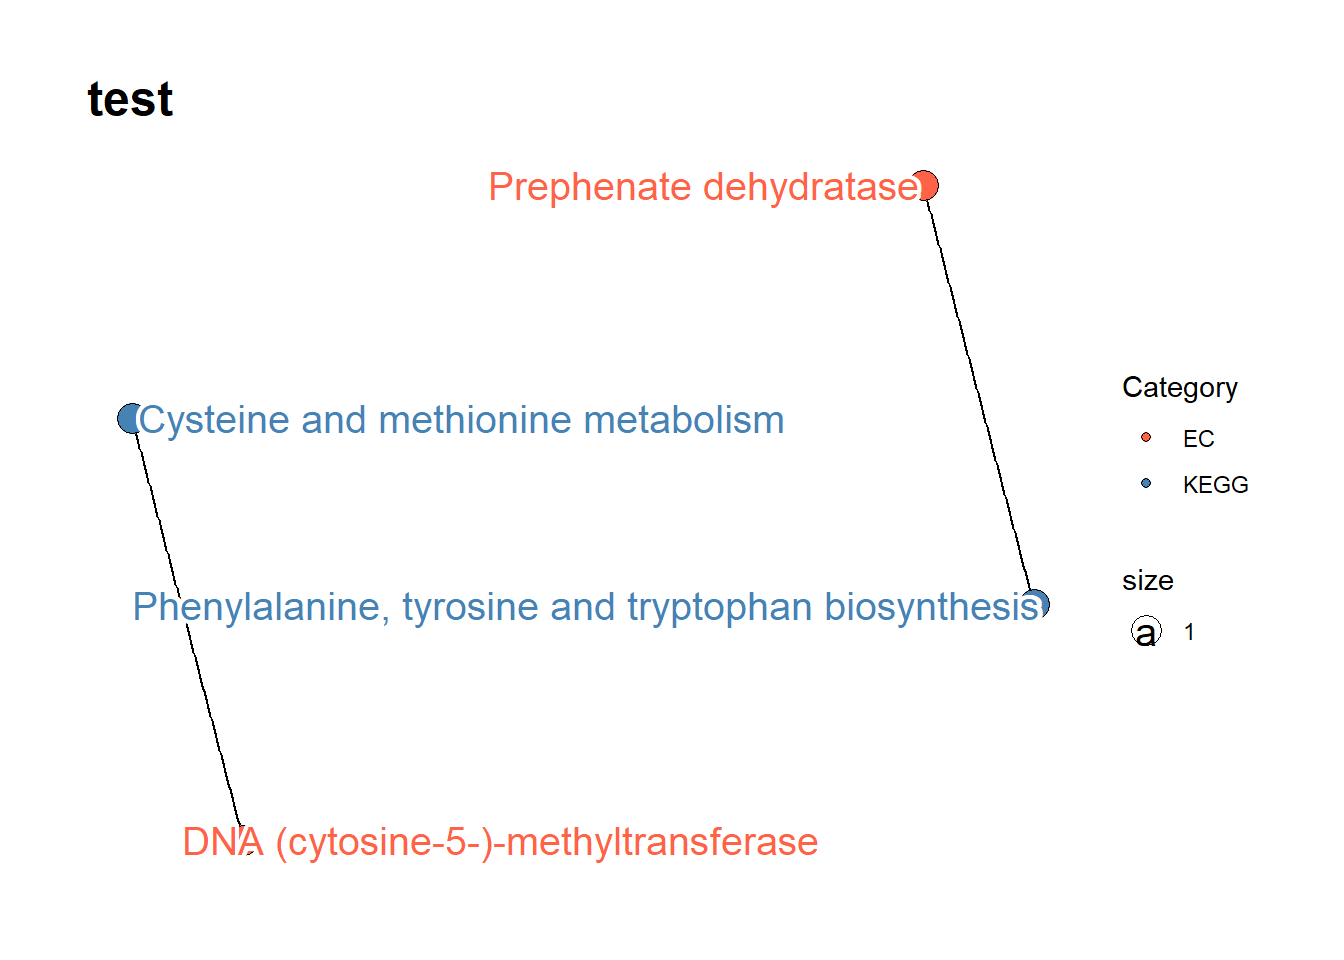 test
Prephenate dehydratase
Cysteine and methionine metabolism
Phenylalanine, tyrosine and tryptophan biosynthesis
DNA (cytosine-5-)-methyltransferase
Category
EC
KEGG
size
a 1